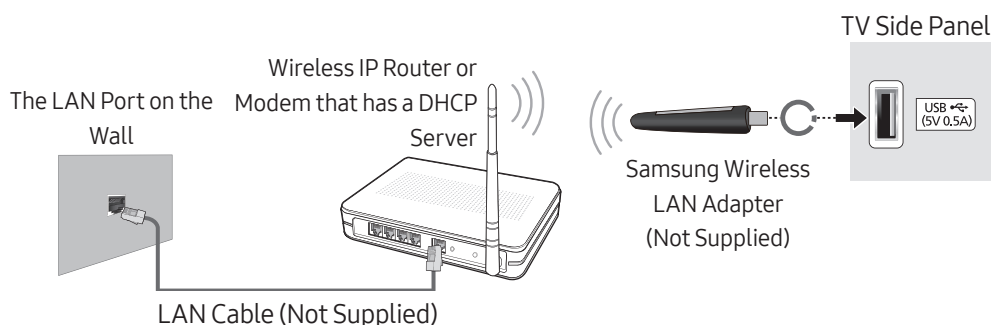 TV Side Panel
Wireless IP Router or
Modem that has a DHCP
Server
The LAN Port on the
Wall
USB
(5V 0.5A)
Samsung Wireless
LAN Adapter
(Not Supplied)
LAN Cable (Not Supplied)